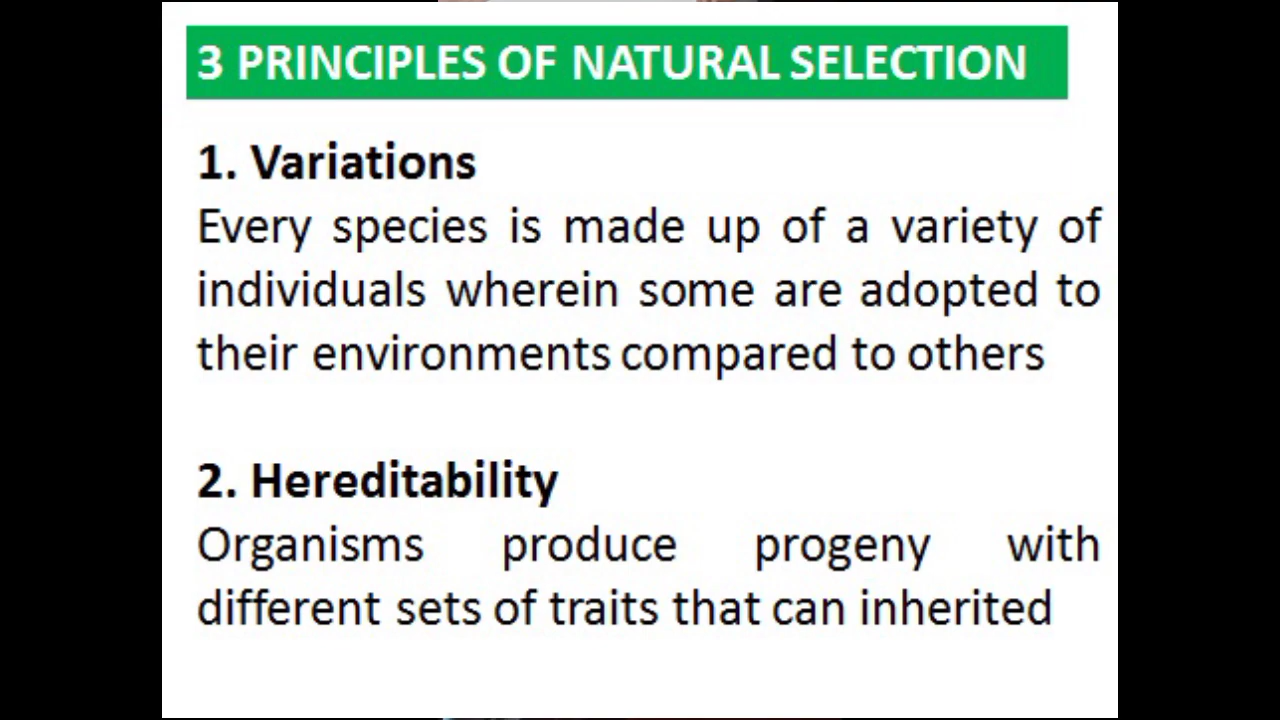 3 PRINCIPLES OF NATURAL SELECTION
1. Variations
Every species is made up of a variety of
individuals wherein some are adopted to
their environments compared to others
2. Hereditability
Organisms produce progeny with
different sets of traits that can inherited